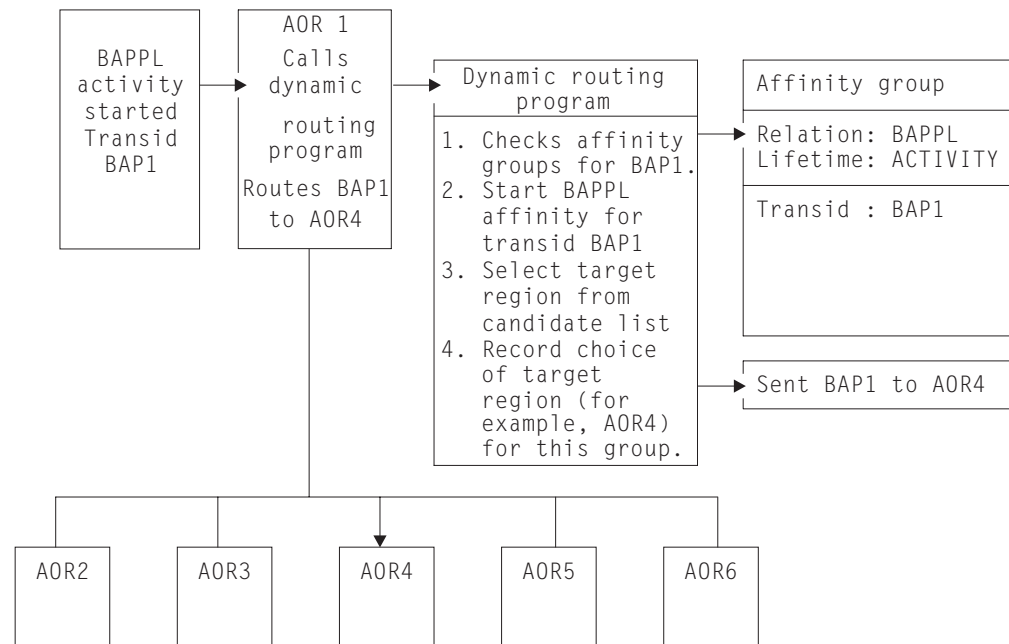 BAPPL
activity
started
Transid
BAP1
AOR 1
Calls
dynamic
routing
program
Routes BAP1
to AOR4
Dynamic routing
program
1. Checks affinity
groups for BAP1.
2. Start BAPPL
affinity for
transid BAP1
3. Select target
region from
candidate list
4. Record choice
of target
region (for
example, AOR4)
for this group.
Affinity group
Relation: BAPPL
Lifetime: ACTIVITY
Transid : BAP1
Sent BAP1 to AOR4
AOR2
AOR3
AOR4
AOR5
AOR6